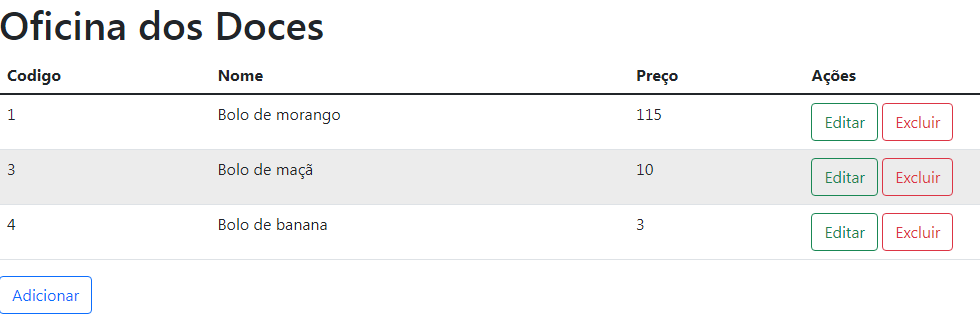 Oficina dos Doces
Codigo Nome Preço Ações
1 Bolo de morango 115 Editar Excluir
3 Bolo de maçã 10 Editar Excluir
4 Bolo de banana 3 Editar Excluir
Adicionar